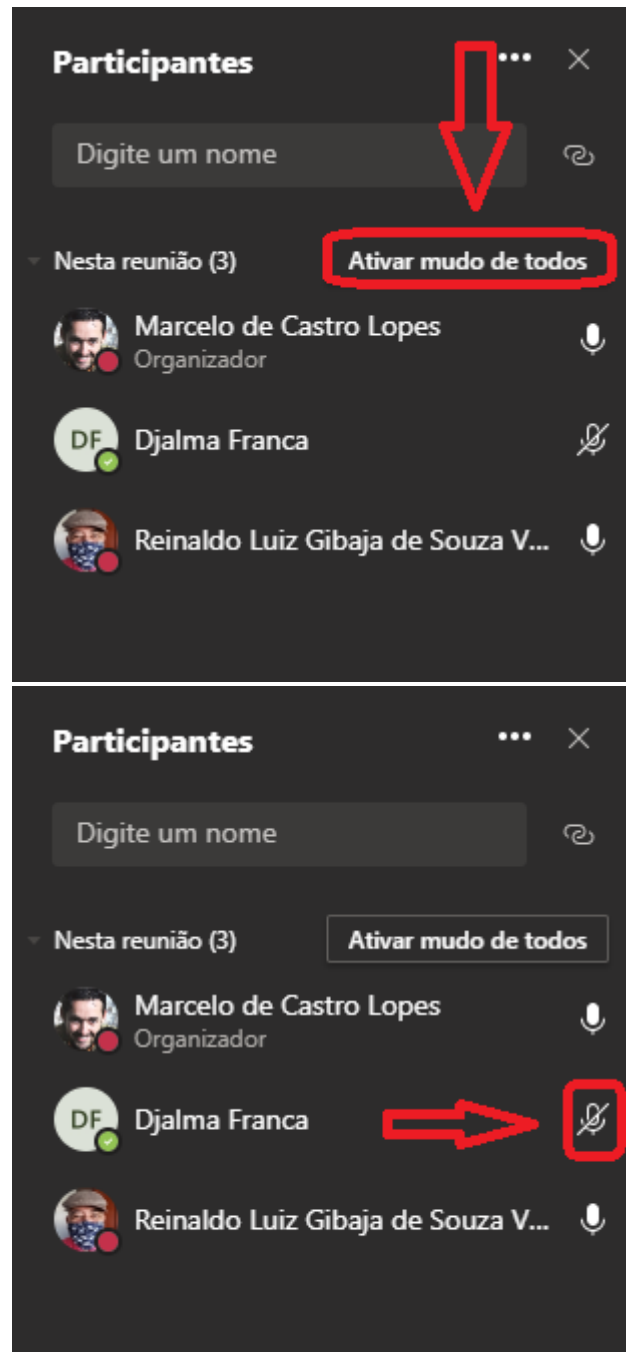 Participantes
Digite um nome
Nesta reunião (3) Ativar mudo de todos
Marcelo de Castro Lopes
Organizador
DF Djalma Franca
Reinaldo Luiz Gibaja de Souza V...
Participantes
Digite um nome
Nesta reunião (3) Ativar mudo de todos
Marcelo de Castro Lopes
Organizador
DF Djalma Franca
Reinaldo Luiz Gibaja de Souza V...